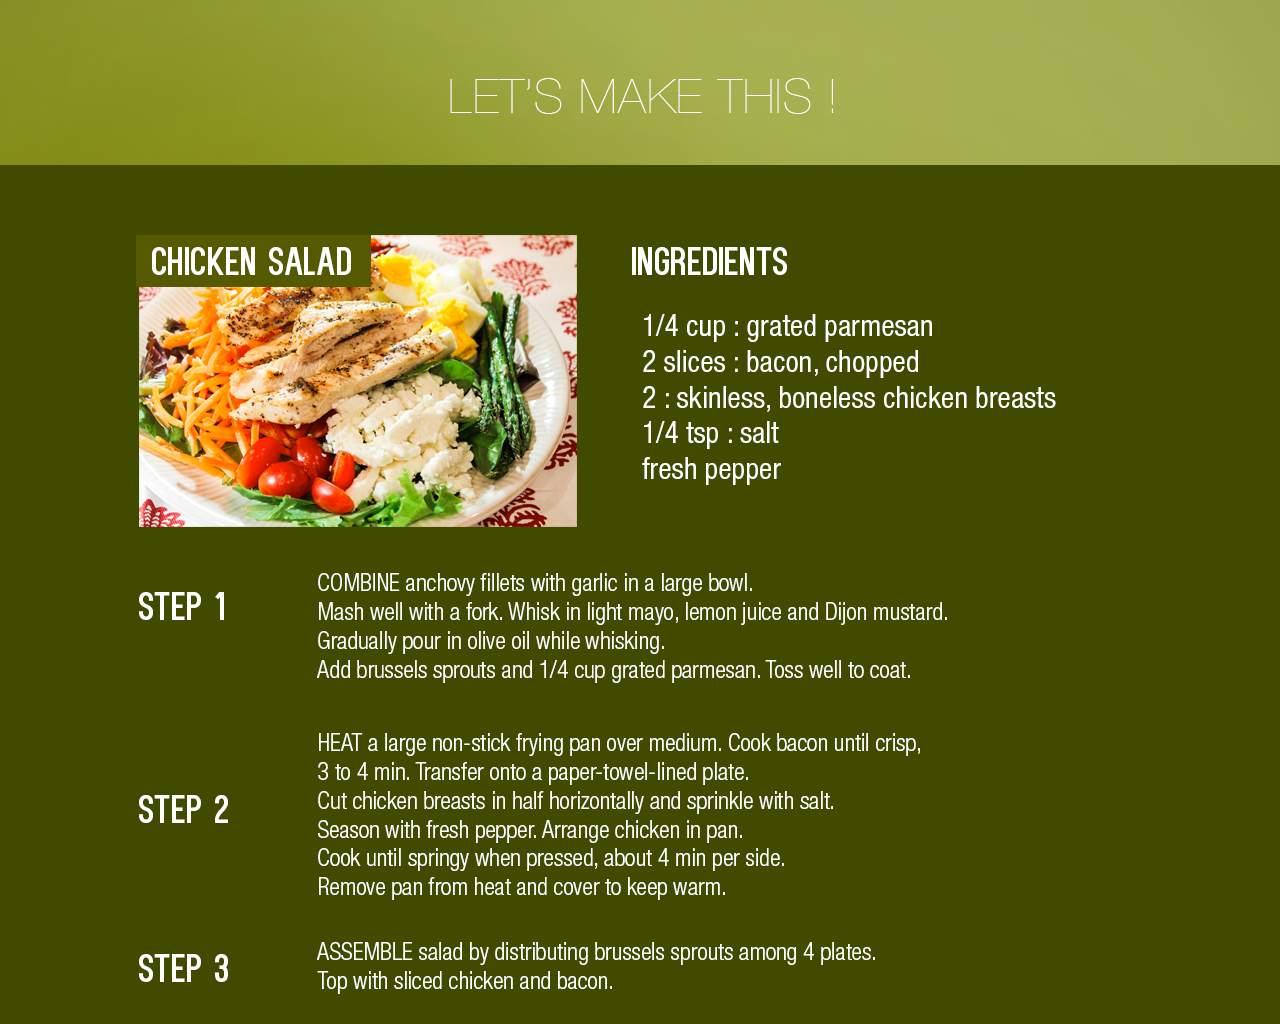 LET'S MAKE THIS !
CHICKEN SALAD
INGREDIENTS
1/4 cup : grated parmesan
2 slices : bacon, chopped
2 : skinless, boneless chicken breasts
1/4 tsp : salt
fresh pepper
STEP 1
COMBINE anchovy fillets with garlic in a large bowl.
Mash well with a fork. Whisk in light mayo, lemon juice and Dijon mustard.
Gradually pour in olive oil while whisking.
Add brussels sprouts and 1/4 cup grated parmesan. Toss well to coat.
STEP 2
HEAT a large non-stick frying pan over medium. Cook bacon until crisp,
3 to 4 min. Transfer onto a paper-towel-lined plate.
Cut chicken breasts in half horizontally and sprinkle with salt.
Season with fresh pepper. Arrange chicken in pan.
Cook until springy when pressed, about 4 min per side.
Remove pan from heat and cover to keep warm.
STEP 3
ASSEMBLE salad by distributing brussels sprouts among 4 plates.
Top with sliced chicken and bacon.